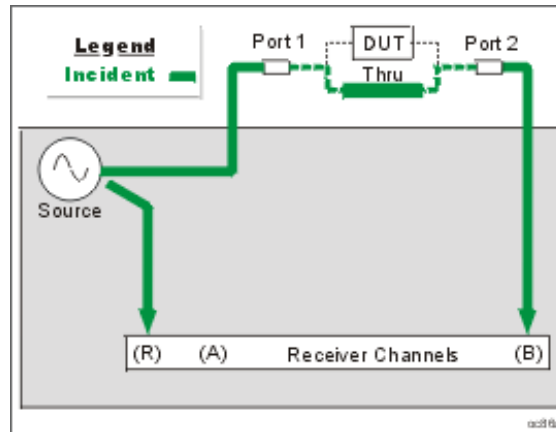 Legend
Incident
Port 1
DUT
Port 2
Thru
Source
(R) (A) Receiver Channels (B)